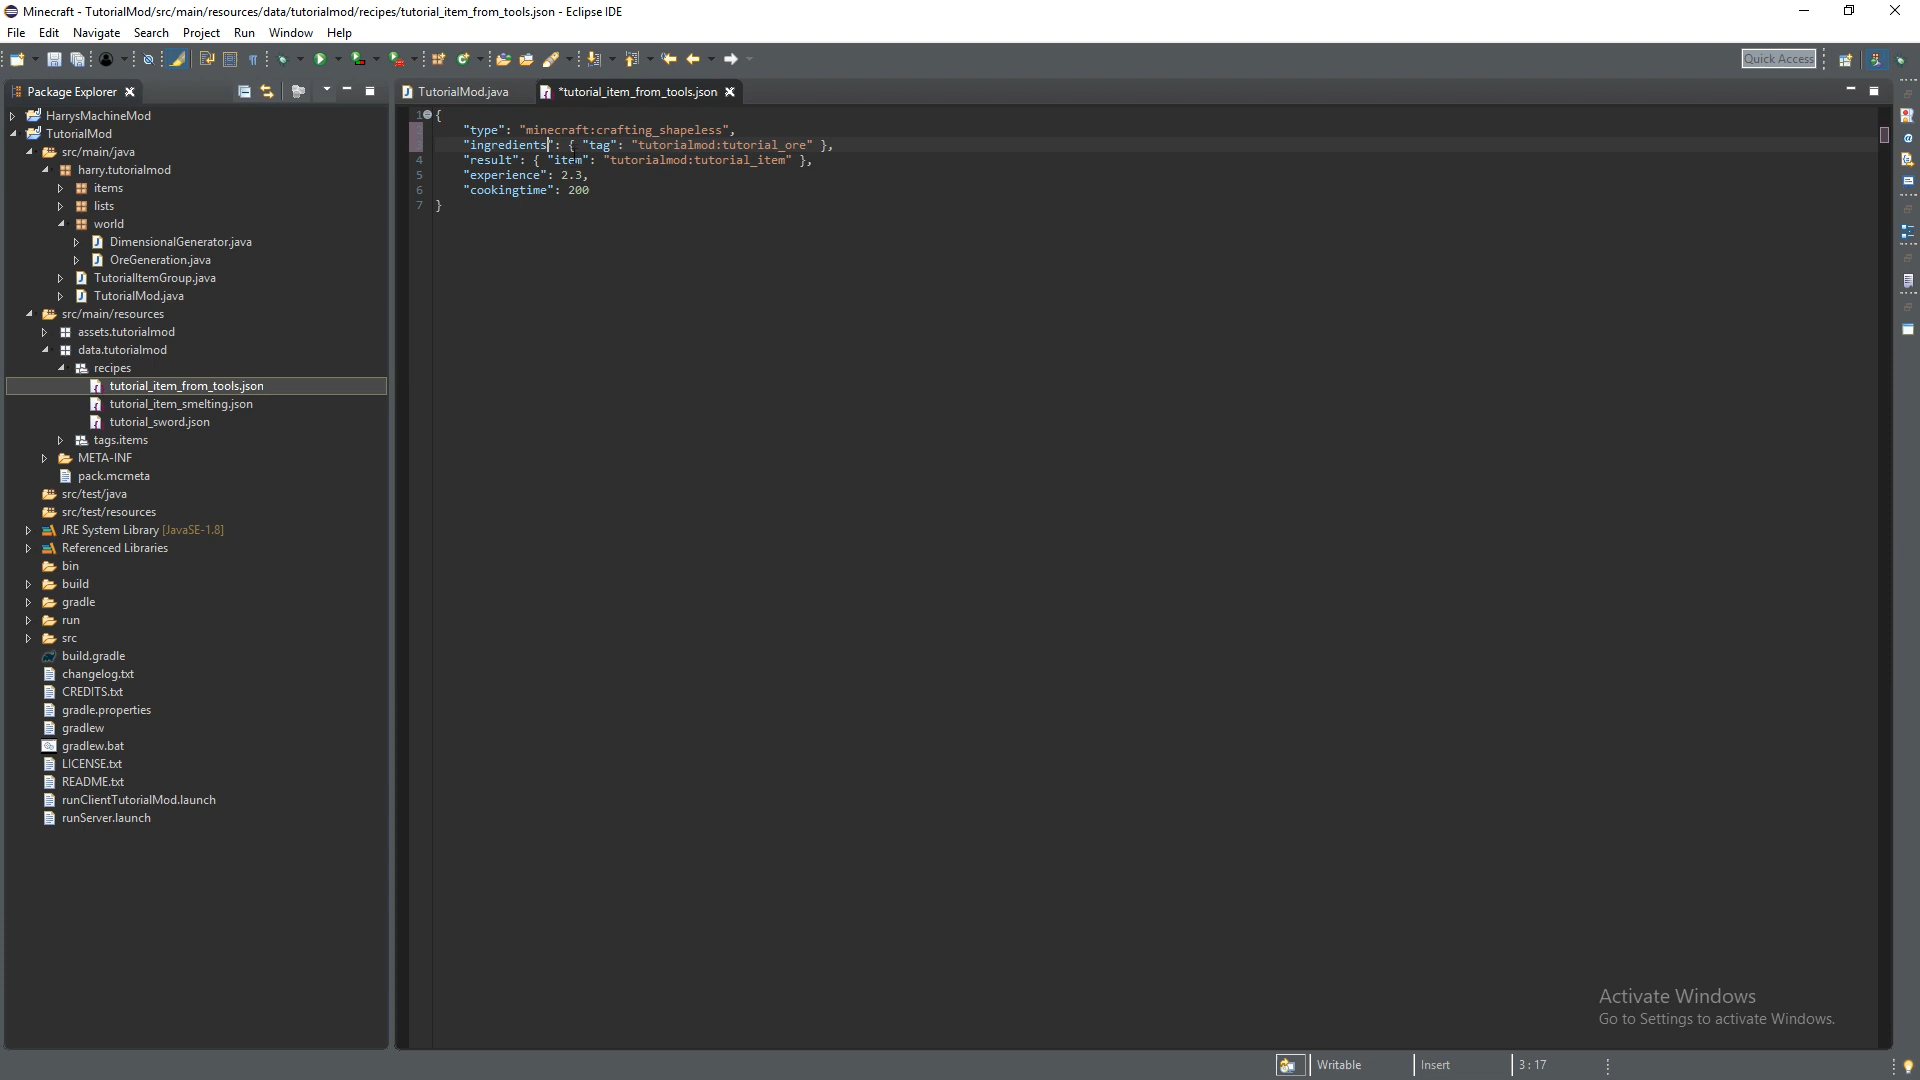 Minecraft - TutorialMod/src/main/resources/data/tutorialmod/recipes/tutorial_item_from_tools.json - Eclipse IDE
File Edit Navigate Search Project Run Window Help
Quick Access
Package Explorer
TutorialMod.java
*tutorial_item_from_tools.json
HarrysMachineMod
TutorialMod
src/main/java
harry.tutorialmod
items
lists
world
DimensionalGenerator.java
OreGeneration.java
TutorialItemGroup.java
TutorialMod.java
src/main/resources
assets.tutorialmod
data.tutorialmod
recipes
tutorial_item_from_tools.json
tutorial_item_smelting.json
tutorial_sword.json
tags.items
META-INF
pack.mcmeta
src/test/java
src/test/resources
JRE System Library [JavaSE-1.8]
Referenced Libraries
bin
build
gradle
run
src
build.gradle
changelog.txt
CREDITS.txt
gradle.properties
gradlew
gradlew.bat
LICENSE.txt
README.txt
runClientTutorialMod.launch
runServer.launch
1 {
"type": "minecraft:crafting_shapeless",
"ingredients": { "tag": "tutorialmod:tutorial_ore" },
4 "result": { "item": "tutorialmod:tutorial_item" },
5 "experience": 2.3,
6 "cookingtime": 200
7 }
Activate Windows
Go to Settings to activate Windows.
Writable Insert 3 : 17